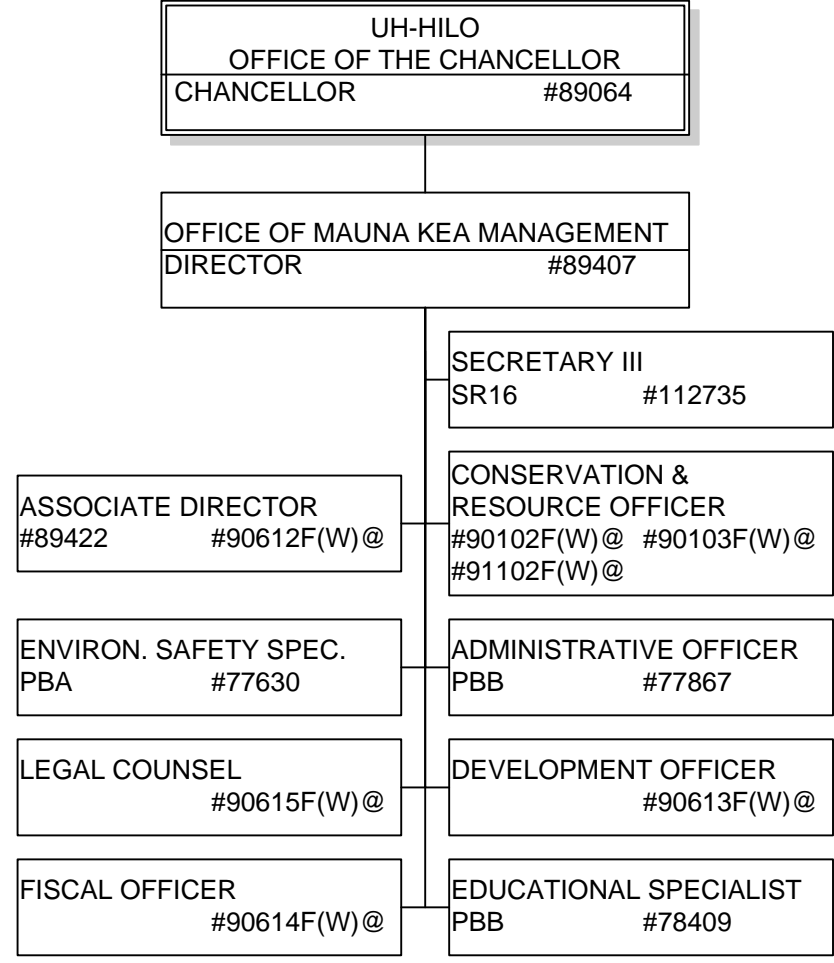 UH-HILO
OFFICE OF THE CHANCELLOR
CHANCELLOR #89064
OFFICE OF MAUNA KEA MANAGEMENT
DIRECTOR #89407
SECRETARY III
SR16 #112735
ASSOCIATE DIRECTOR
#89422 #90612F(W)@
CONSERVATION &
RESOURCE OFFICER
#90102F(W)@ #90103F(W)@
#91102F(W)@
ENVIRON. SAFETY SPEC.
PBA #77630
ADMINISTRATIVE OFFICER
PBB #77867
LEGAL COUNSEL
#90615F(W)@
DEVELOPMENT OFFICER
#90613F(W)@
FISCAL OFFICER
#90614F(W)@
EDUCATIONAL SPECIALIST
PBB #78409